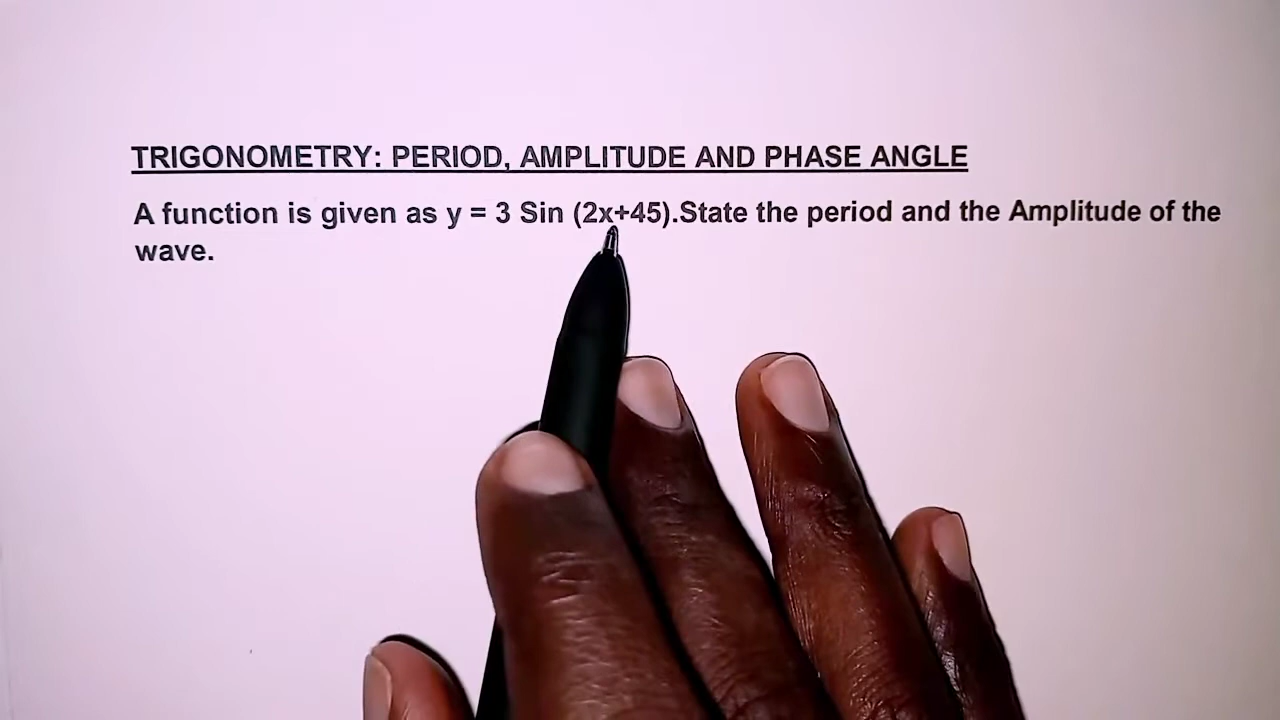 TRIGONOMETRY: PERIOD, AMPLITUDE AND PHASE ANGLE
A function is given as y = 3 Sin (2x+45).State the period and the Amplitude of the
wave.